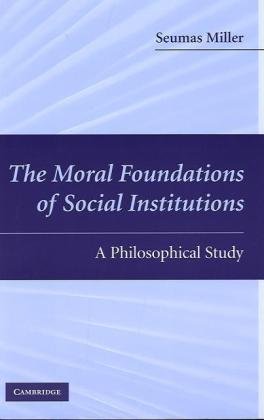 Seumas Miller
The Moral Foundations
of Social Institutions
A Philosophical Study
CAMBRIDGE